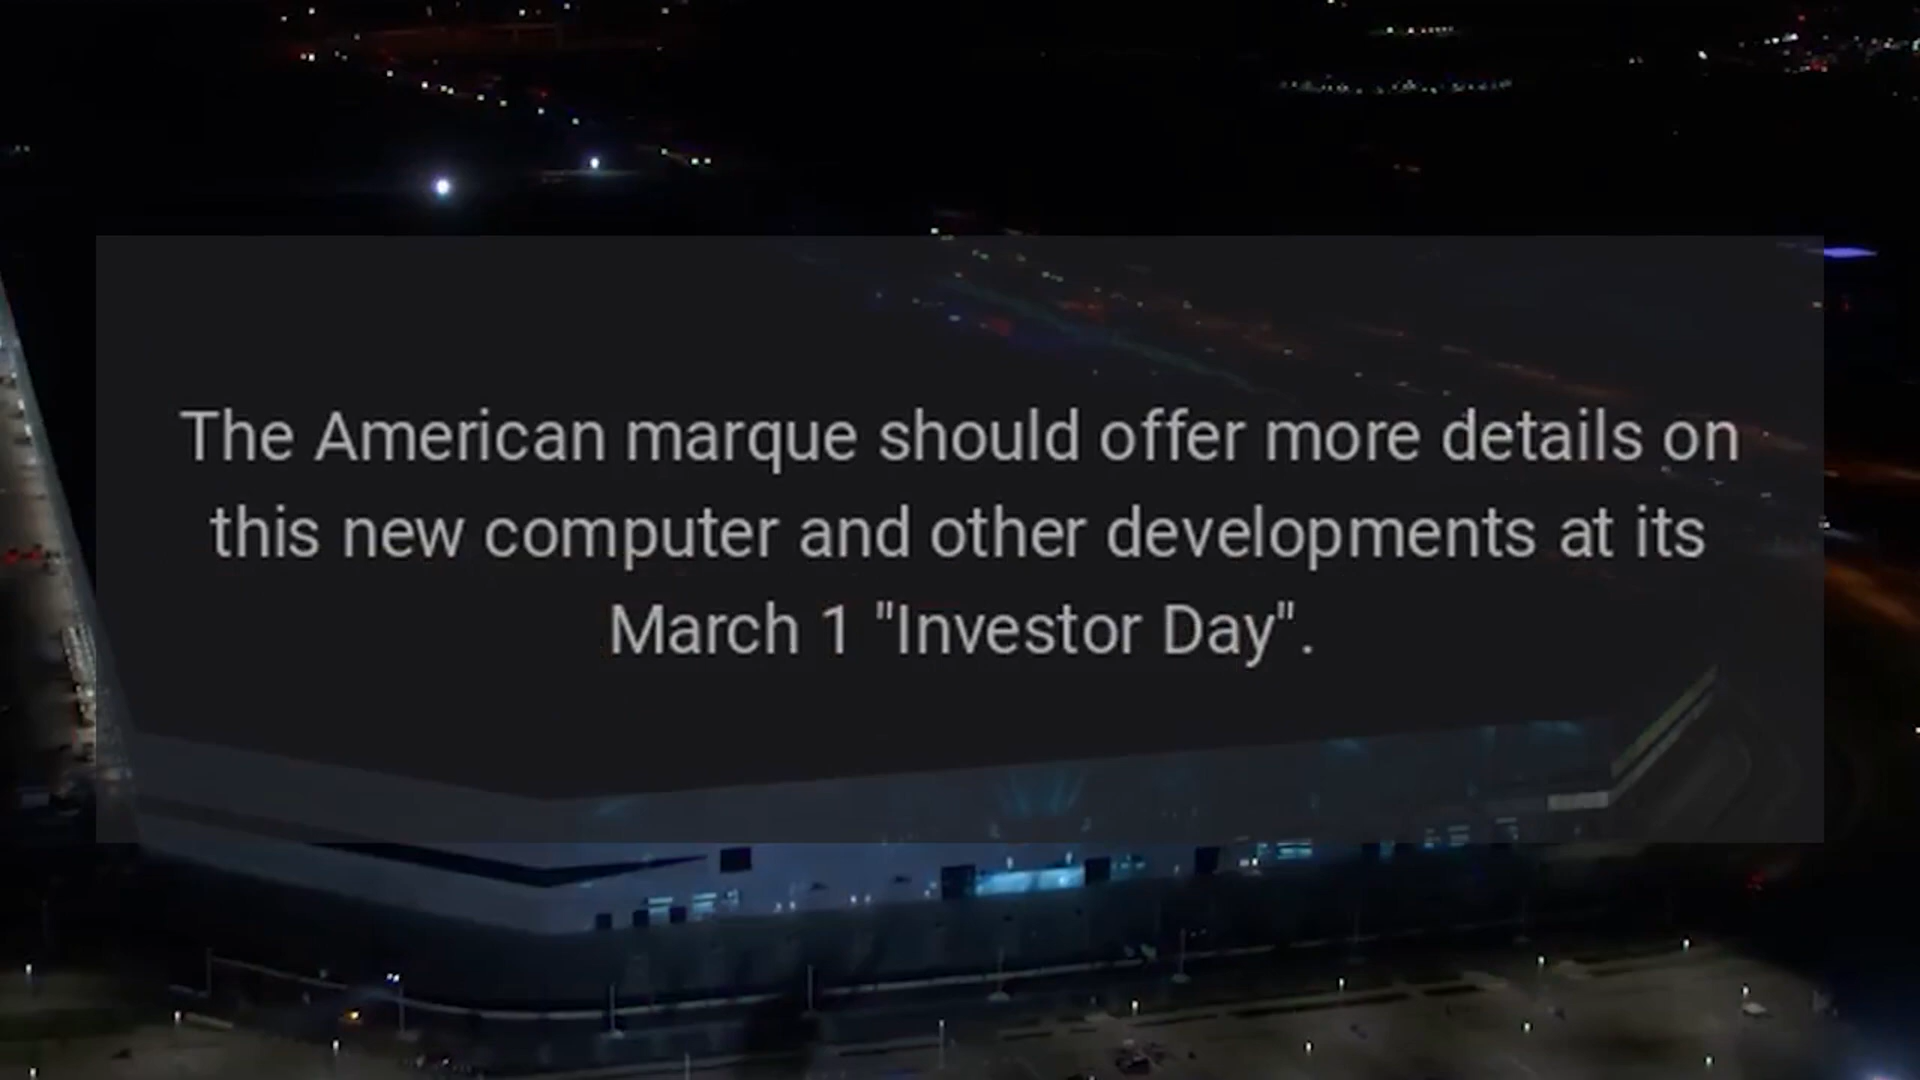 The American marque should offer more details on
this new computer and other developments at its
March 1 "Investor Day".